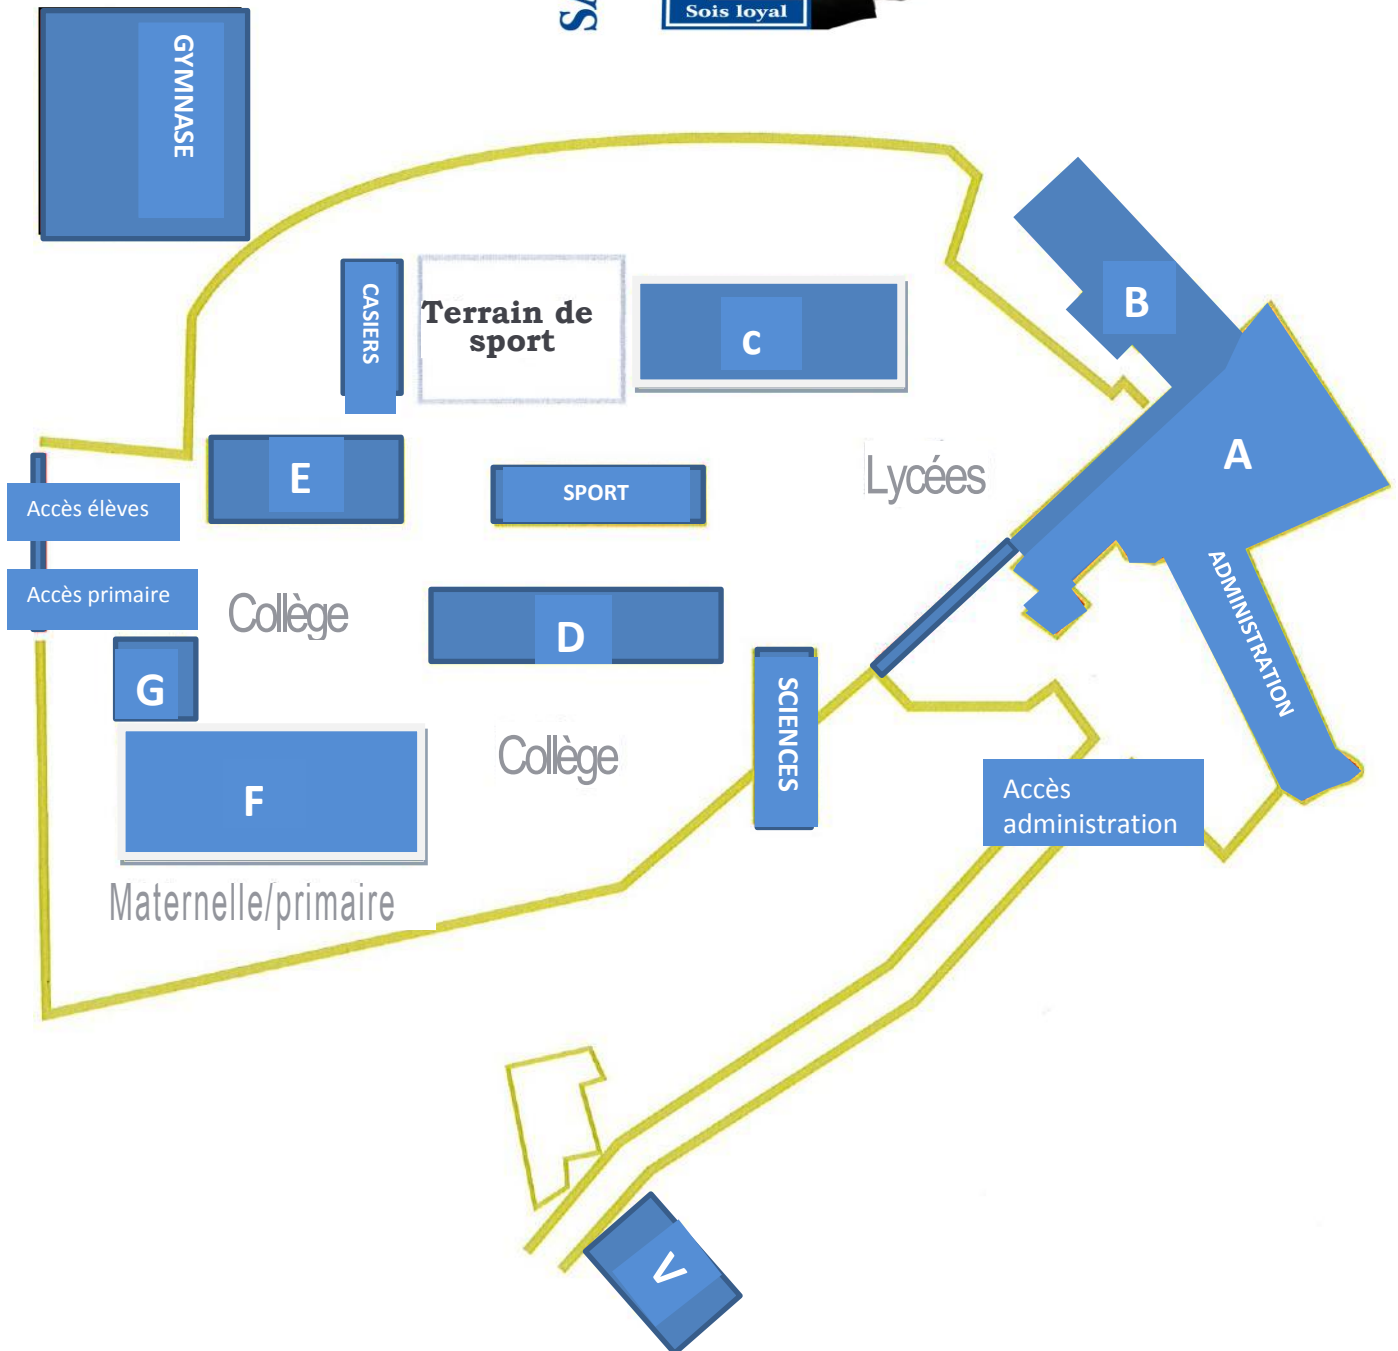 Sois loyal
GYMNASE
CASIERS
Terrain de
sport
C
B
A
E
SPORT
Lycées
Accès élèves
Accès primaire
Collège
D
G
SCIENCES
ADMINISTRATION
Collège
F
Accès
administration
Maternelle/primaire
V